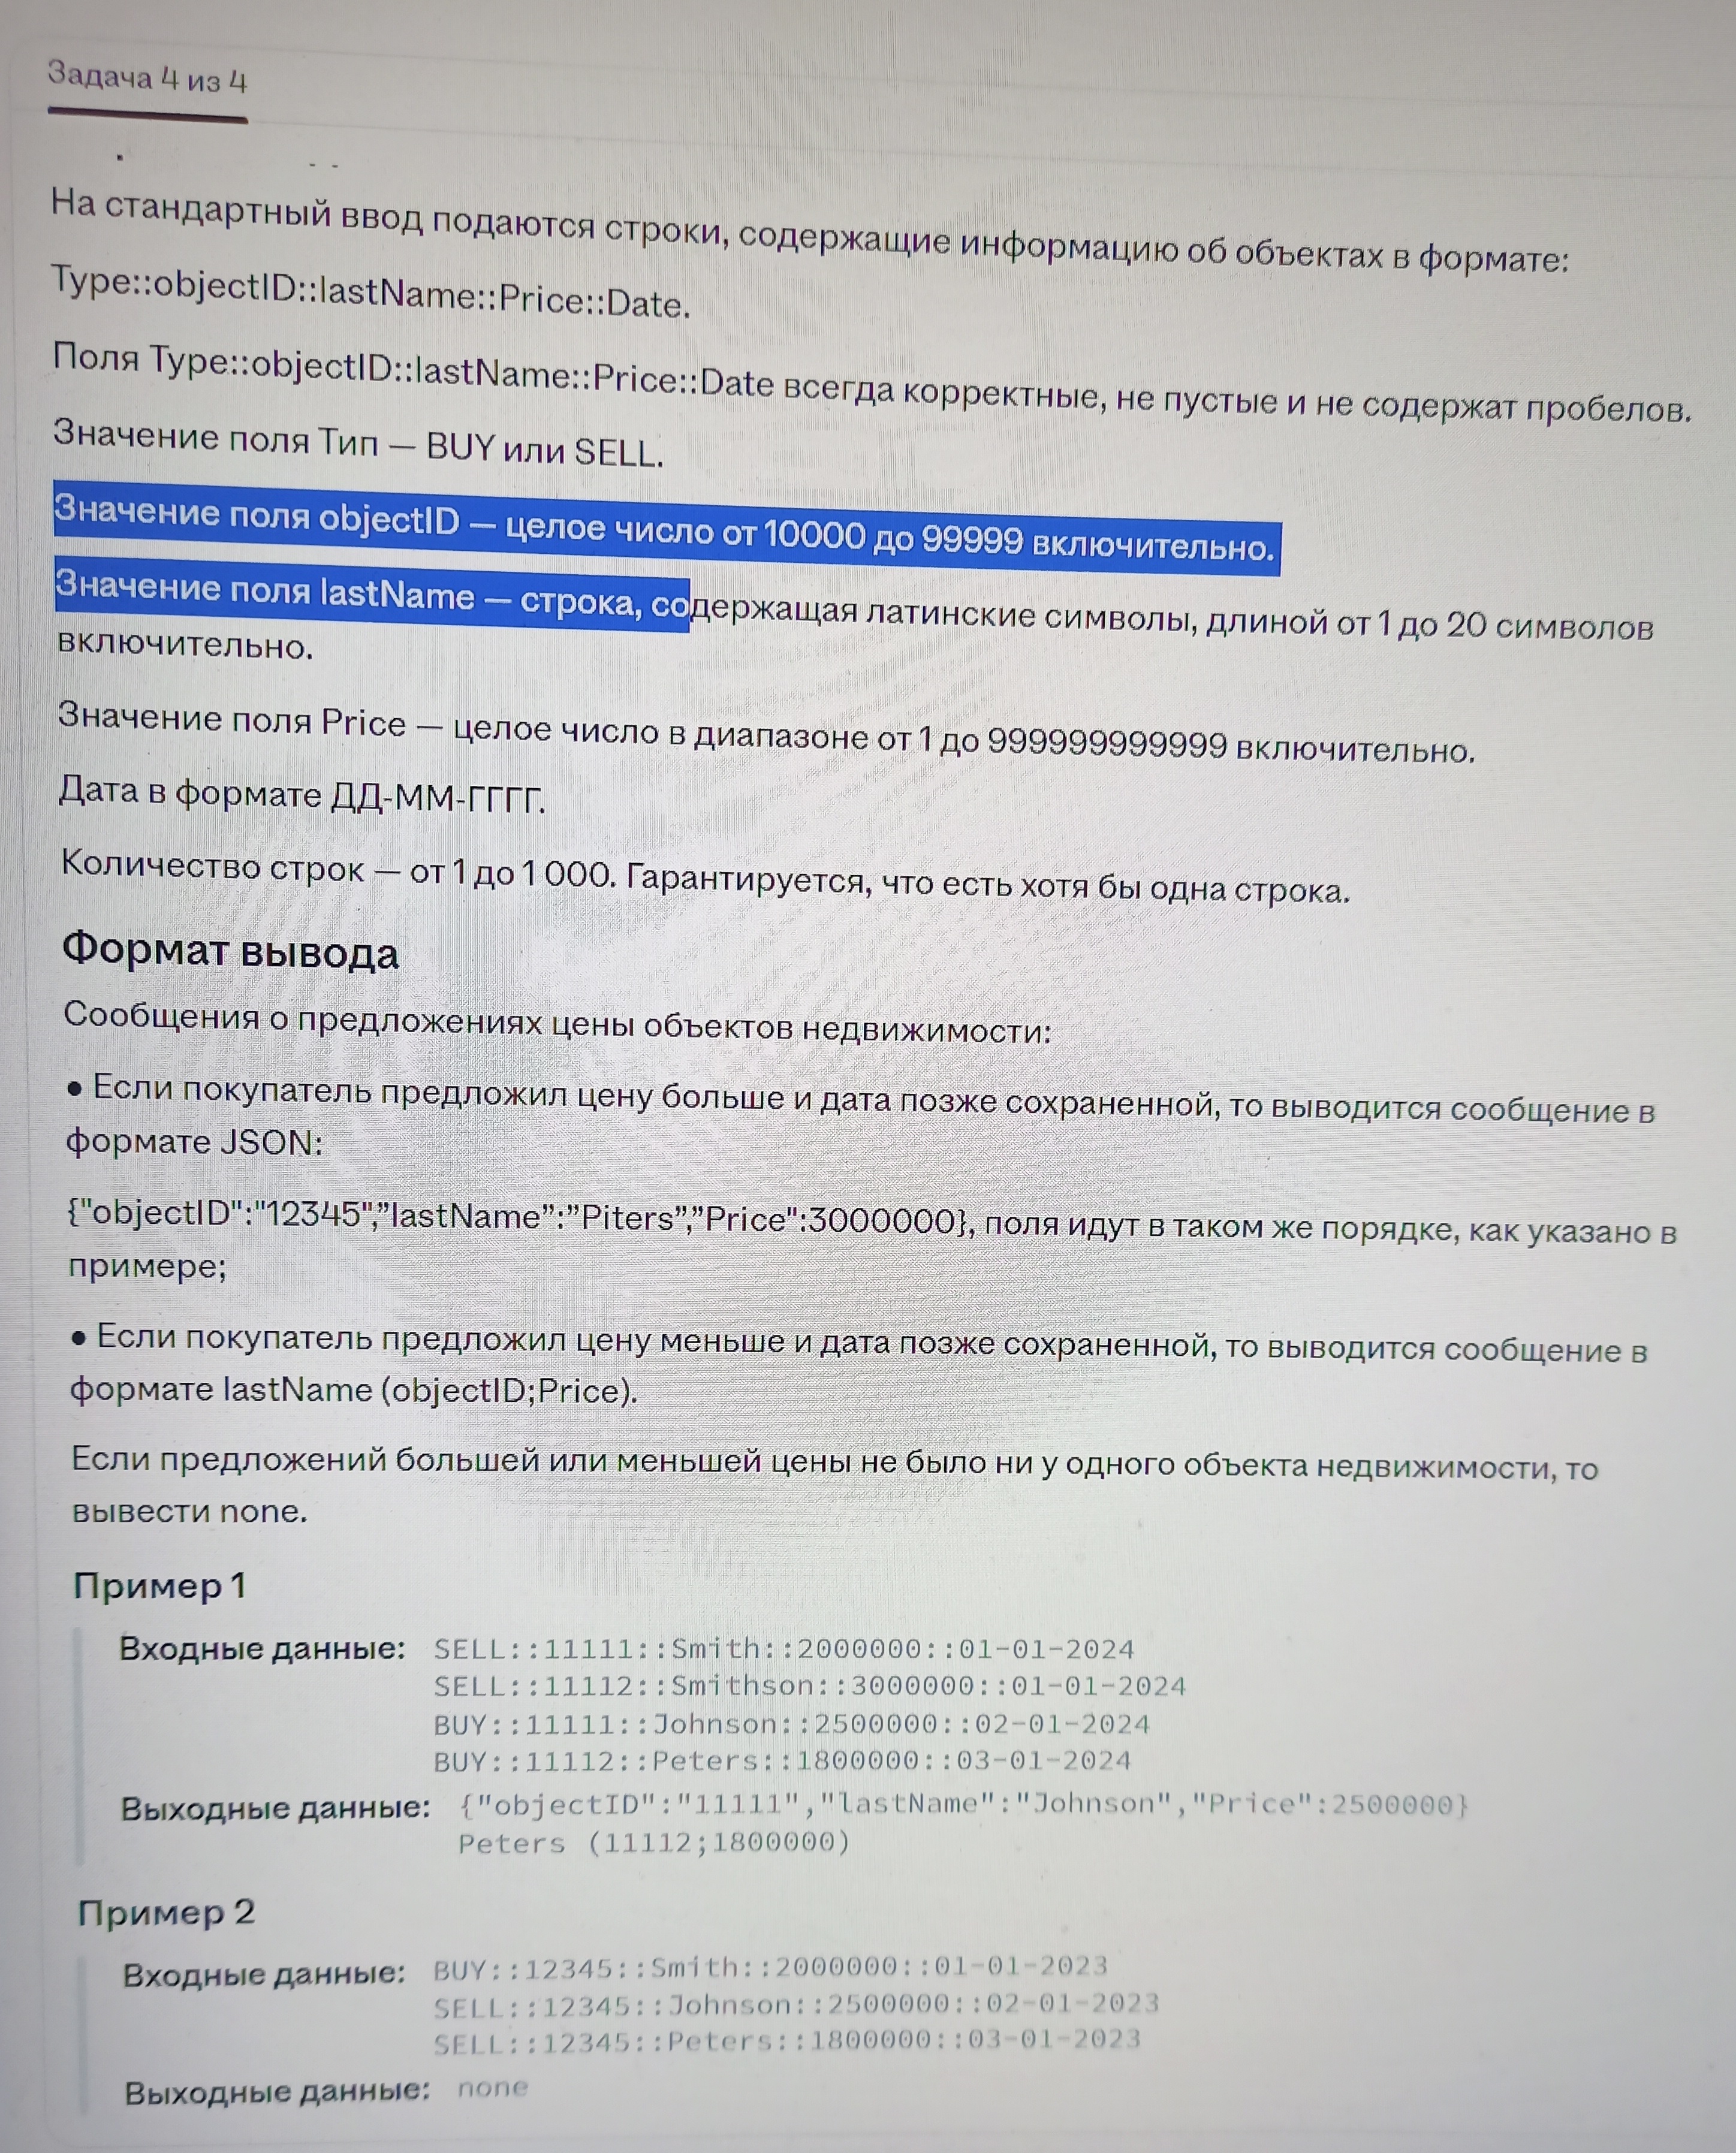 Задача 4 из 4
На стандартный ввод подаются строки, содержащие информацию об объектах в формате:
Type::objectID::lastName::Price::Date.
Поля Type::objectID::lastName::Price::Date всегда корректные, не пустые и не содержат пробелов.
Значение поля Тип — BUY или SELL.
Значение поля objectID — целое число от 10000 до 99999 включительно.
Значение поля lastName — строка, содержащая латинские символы, длиной от 1 до 20 символов
включительно.
Значение поля Price — целое число в диапазоне от 1 до 999999999999 включительно.
Дата в формате ДД-ММ-ГГГГ.
Количество строк — от 1 до 1 000. Гарантируется, что есть хотя бы одна строка.
Формат вывода
Сообщения о предложениях цены объектов недвижимости:
• Если покупатель предложил цену больше и дата позже сохраненной, то выводится сообщение в
формате JSON:
{"objectID":"12345",”lastName”:”Piters”,”Price":3000000}, поля идут в таком же порядке, как указано в
примере;
• Если покупатель предложил цену меньше и дата позже сохраненной, то выводится сообщение в
формате lastName (objectID;Price).
Если предложений большей или меньшей цены не было ни у одного объекта недвижимости, то
вывести none.
Пример 1
Входные данные: SELL::11111::Smith::2000000::01-01-2024
SELL::11112::Smithson::3000000::01-01-2024
BUY::11111::Johnson::2500000::02-01-2024
BUY::11112::Peters::1800000::03-01-2024
Выходные данные: {"objectID":"11111","lastName":"Johnson","Price":2500000}
Peters (11112;1800000)
Пример 2
Входные данные: BUY::12345::Smith::2000000::01-01-2023
SELL::12345::Johnson::2500000::02-01-2023
SELL::12345::Peters::1800000::03-01-2023
Выходные данные: none